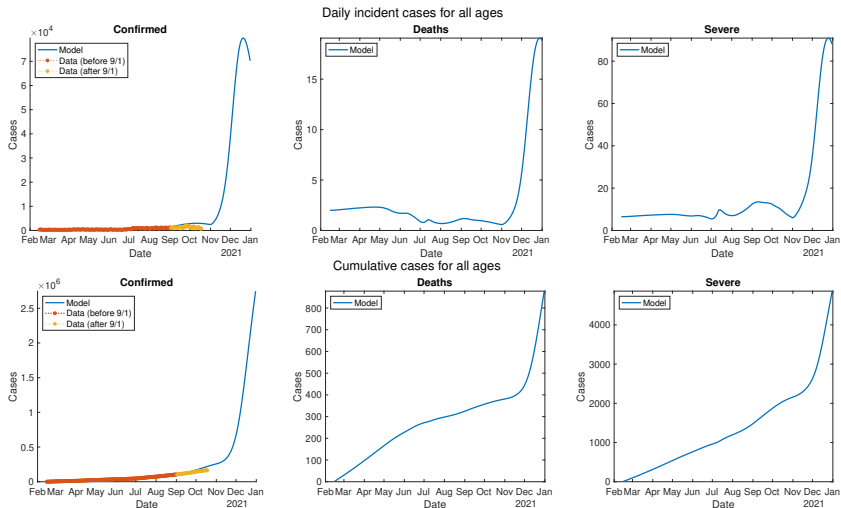 Daily incident cases for all ages
Confirmed
×10⁴
Model
Data (before 9/1)
Data (after 9/1)
8
7
6
5
4
3
2
1
0
Cases
Feb Mar Apr May Jun Jul Aug Sep Oct Nov Dec Jan
Date
2021
Deaths
Model
15
10
5
0
Cases
Feb Mar Apr May Jun Jul Aug Sep Oct Nov Dec Jan
Date
2021
Severe
Model
80
60
40
20
0
Cases
Feb Mar Apr May Jun Jul Aug Sep Oct Nov Dec Jan
Date
2021
Cumulative cases for all ages
Confirmed
×10⁶
Model
Data (before 9/1)
Data (after 9/1)
2.5
2
1.5
1
0.5
0
Cases
Feb Mar Apr May Jun Jul Aug Sep Oct Nov Dec Jan
Date
2021
Deaths
Model
800
700
600
500
400
300
200
100
0
Cases
Feb Mar Apr May Jun Jul Aug Sep Oct Nov Dec Jan
Date
2021
Severe
Model
4000
3000
2000
1000
0
Cases
Feb Mar Apr May Jun Jul Aug Sep Oct Nov Dec Jan
Date
2021